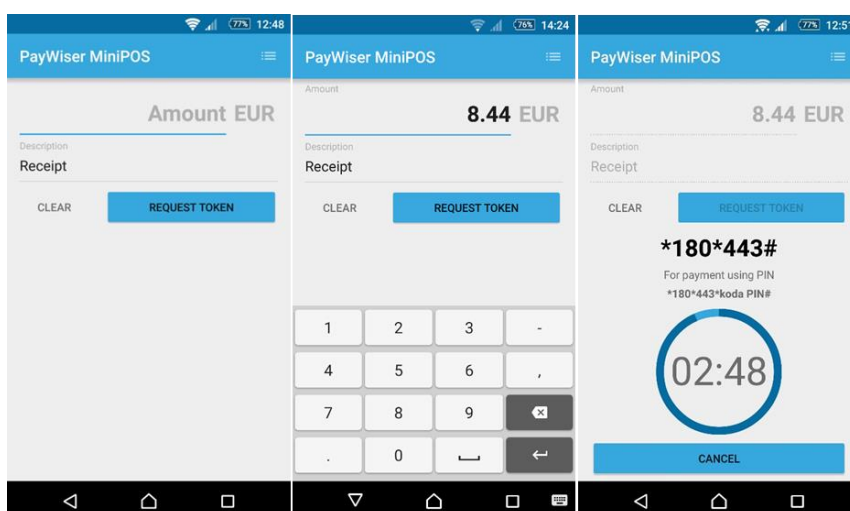 77% 12:48
PayWiser MiniPOS
Amount EUR
Description
Receipt
CLEAR REQUEST TOKEN
76% 14:24
PayWiser MiniPOS
Amount
8.44 EUR
Description
Receipt
CLEAR REQUEST TOKEN
1 2 3 -
4 5 6 ,
7 8 9
. 0
77% 12:51
PayWiser MiniPOS
Amount
8.44 EUR
Description
Receipt
CLEAR REQUEST TOKEN
*180*443#
For payment using PIN
*180*443*koda PIN#
02:48
CANCEL